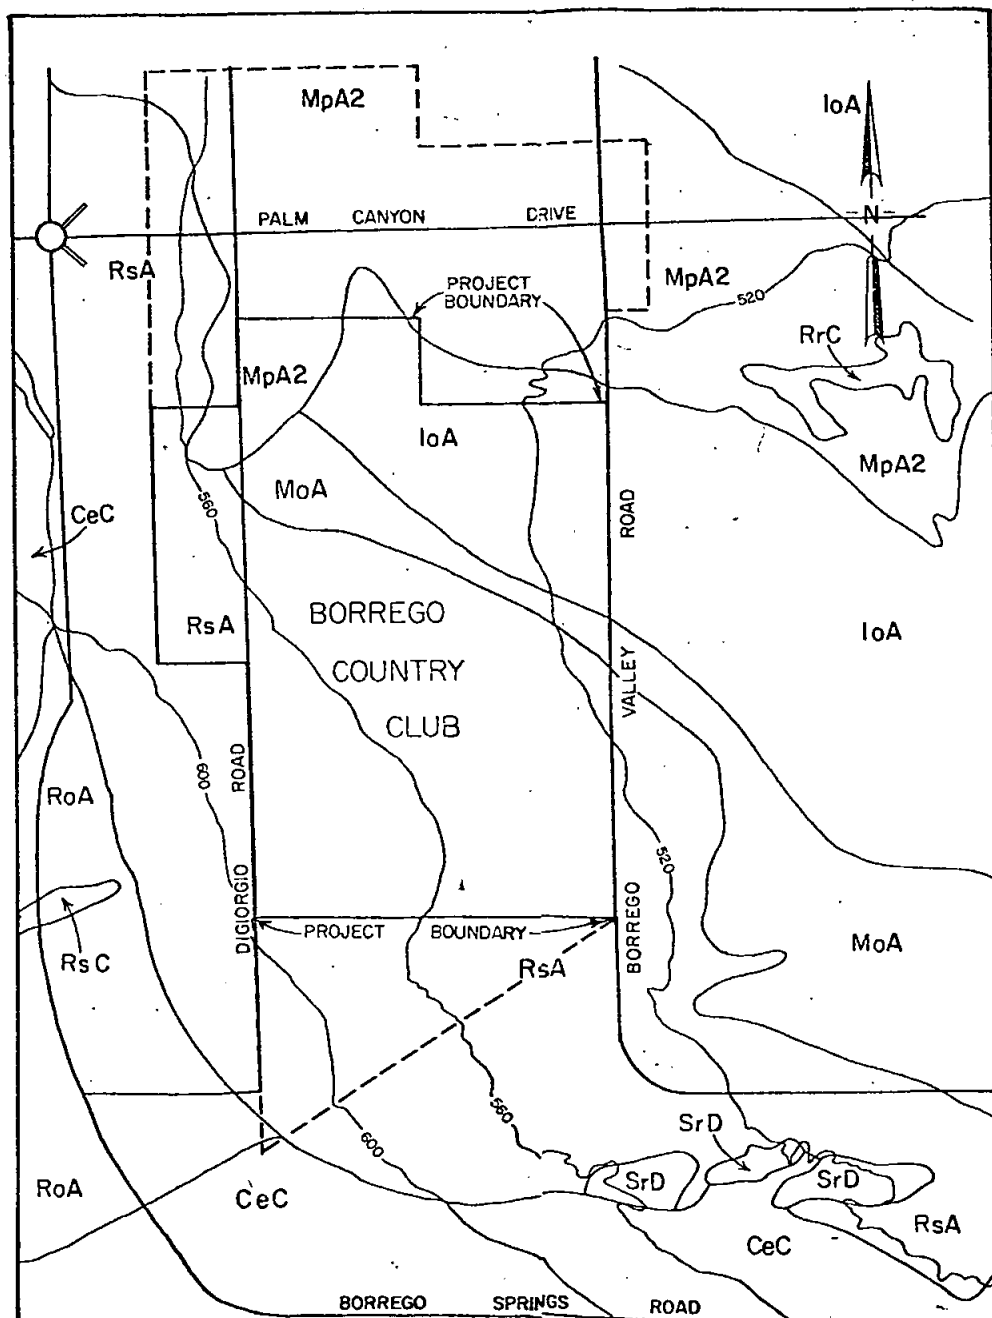 MpA2
IoA
PALM CANYON DRIVE
N
RsA
PROJECT
BOUNDARY
MpA2
520
RrC
MpA2
IoA
MpA2
MoA
560
ROAD
CeC
BORREGO
COUNTRY
CLUB
RsA
IoA
VALLEY
600
ROAD
RoA
520
DIGIORGIO
BORREGO
PROJECT BOUNDARY
MoA
RsC
RsA
560
600
SrD
RoA
CeC
SrD
SrD
RsA
CeC
BORREGO SPRINGS ROAD